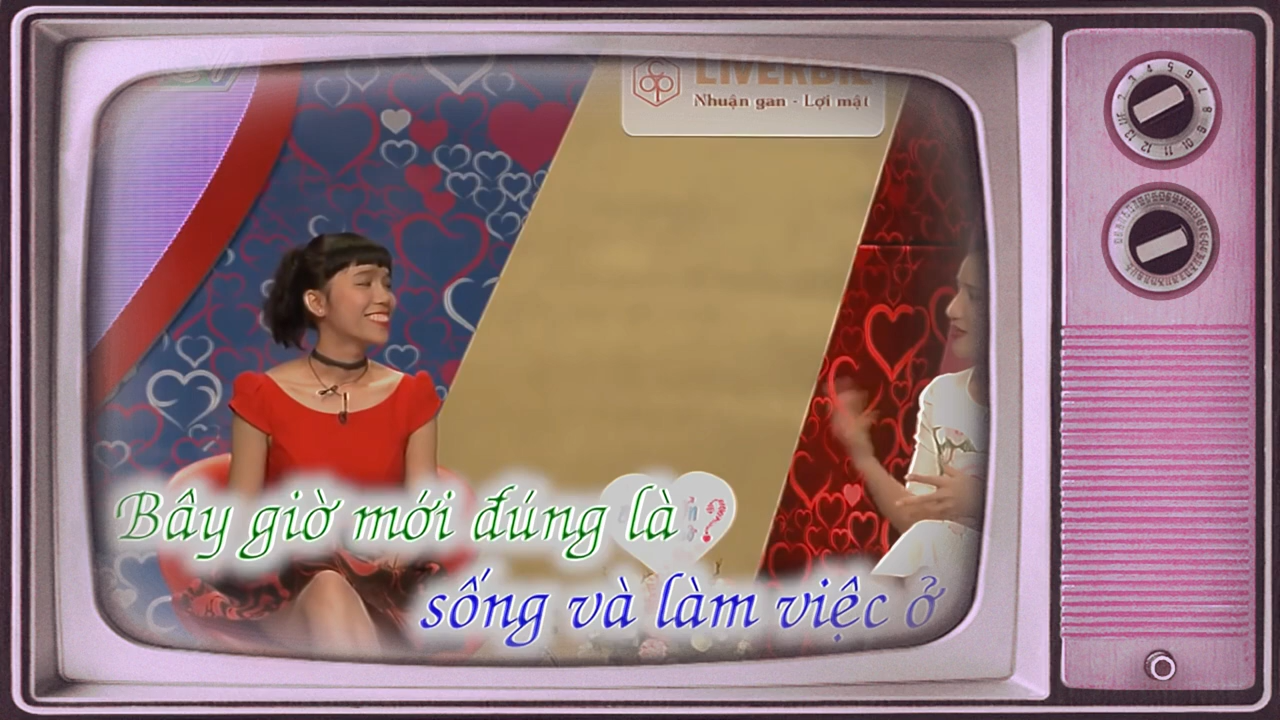 LIVERBIL
Nhuận gan - Lợi mật
Bây giờ mới đúng là
sống và làm việc ở